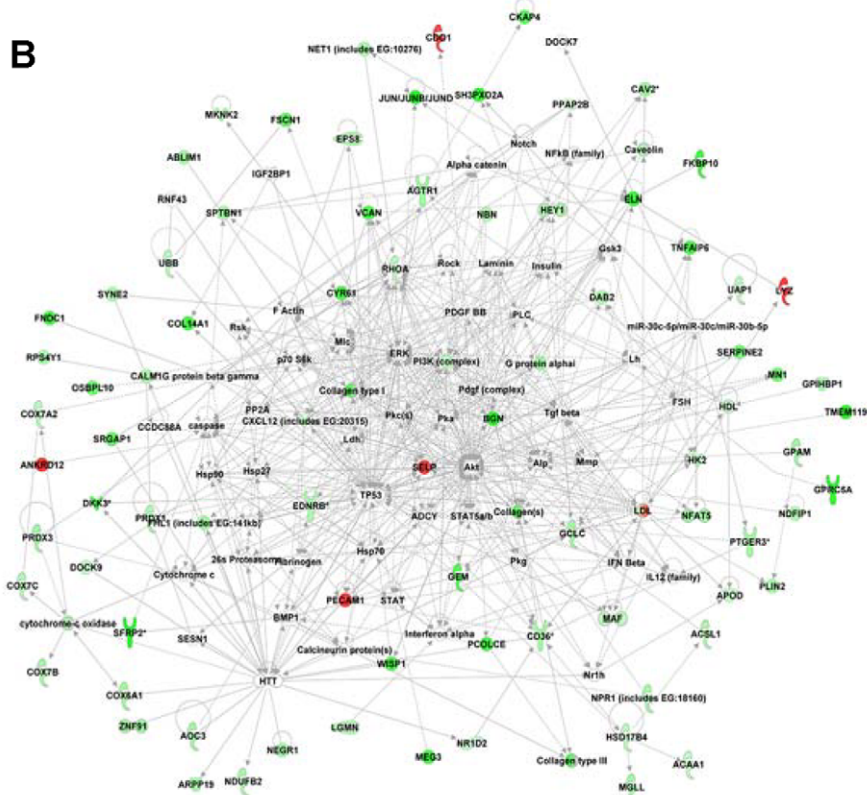 B
CKAP4
CDO1
DOCK7
NET1 (includes EG:10276)
JUN/JUNB/JUND
SH3PXD2A
CAV2*
PPAP2B
MKNK2
FSCN1
EPS8
Notch
NFkB (family)
Caveolin
FKBP10
ABLIM1
IGF2BP1
Alpha catenin
AGTR1
RNF43
SPTBN1
VCAN
NBN
HEY1
ELN
TNFAIP6
Gsk3
UBB
RHOA
Rock
Laminin
Insulin
SYNE2
CYR61
DAB2
UAP1
LYZ
F Actin
PDGF BB
PLC
FNDC1
COL14A1
Rsk
miR-30c-5p/miR-30c/miR-30b-5p
Mlc
ERK
SERPINE2
RPS4Y1
p70 S6k
PI3K (complex)
G protein alphai
Lh
CALM1
G protein beta gamma
MN1
OSBPL10
Collagen type I
Pdgf (complex)
GPIHBP1
COX7A2
PP2A
Pkc(s)
Pka
BGN
Tgf beta
FSH
HDL
TMEM119
CCDC88A
caspase
CXCL12 (includes EG:20315)
SRGAP1
Ldh
GPAM
ANKRD12
Hsp90
Hsp27
SELP
Akt
Alp
Mmp
HK2
GPRC5A
TP53
DKK3*
EDNRB*
PRDX1
FHL1 (includes EG:141kb)
ADCY
STAT5a/b
Collagen(s)
LDL
NFAT5
NDFIP1
PRDX3
GCLC
PTGER3*
Hsp70
26s Proteasome
Fibrinogen
DOCK9
Cytochrome c
GEM
Pkg
IFN Beta
IL12 (family)
COX7C
PLIN2
PECAM1
STAT
APOD
cytochrome-c oxidase
BMP1
MAF
SFRP2*
SESN1
Interferon alpha
CD36*
ACSL1
Calcineurin protein(s)
PCOLCE
WISP1
COX7B
HTT
Nr1h
COX6A1
NPR1 (includes EG:18160)
ZNF91
LGMN
AOC3
NEGR1
NR1D2
HSD17B4
MEG3
Collagen type III
ACAA1
ARPP19
NDUFB2
MGLL